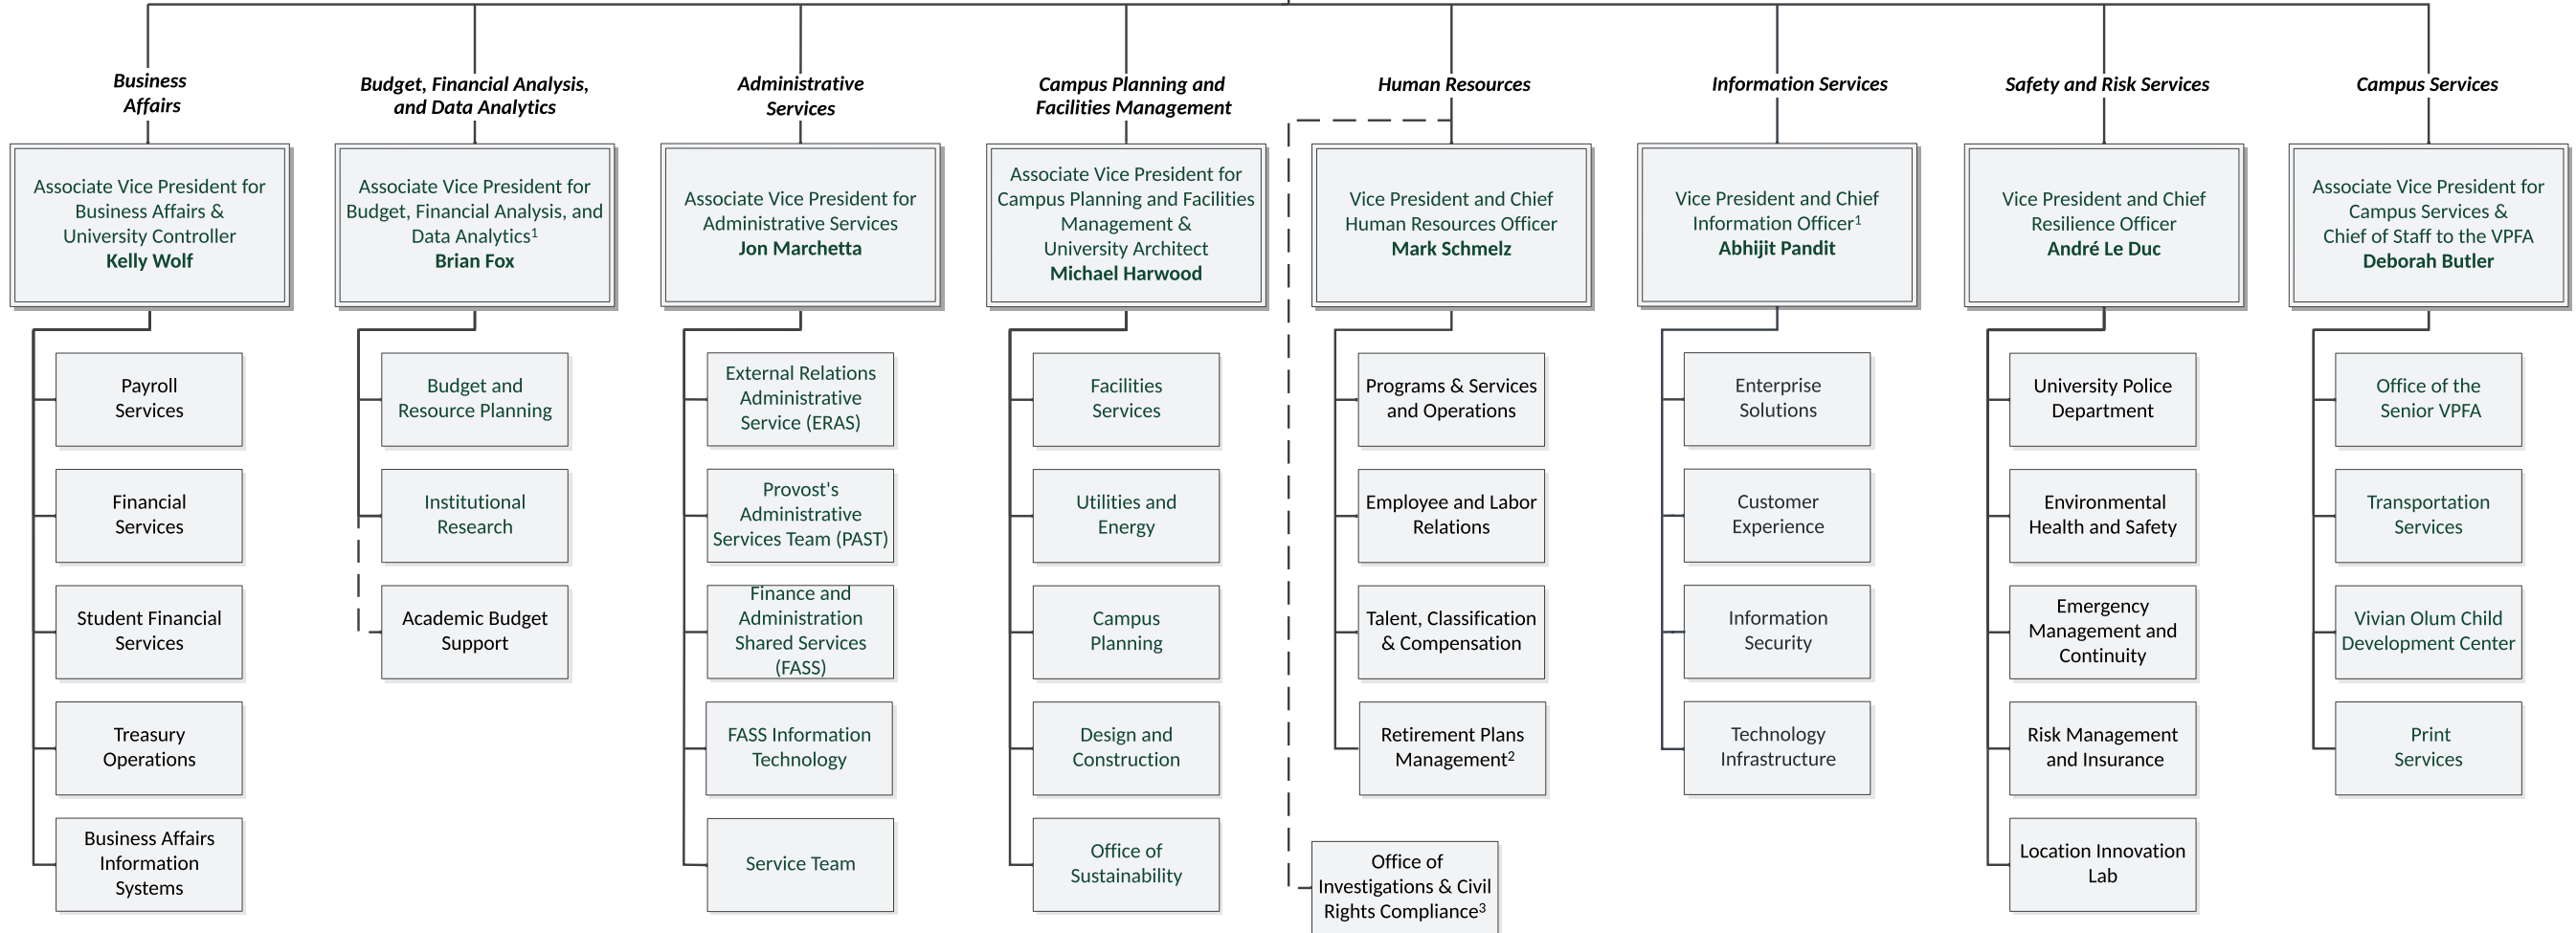 Business
Affairs
Associate Vice President for
Business Affairs &
University Controller
Kelly Wolf
Payroll
Services
Financial
Services
Student Financial
Services
Treasury
Operations
Business Affairs
Information
Systems
Budget, Financial Analysis,
and Data Analytics
Associate Vice President for
Budget, Financial Analysis, and
Data Analytics¹
Brian Fox
Budget and
Resource Planning
Institutional
Research
Academic Budget
Support
Administrative
Services
Associate Vice President for
Administrative Services
Jon Marchetta
External Relations
Administrative
Service (ERAS)
Provost's
Administrative
Services Team (PAST)
Finance and
Administration
Shared Services
(FASS)
FASS Information
Technology
Service Team
Campus Planning and
Facilities Management
Associate Vice President for
Campus Planning and Facilities
Management &
University Architect
Michael Harwood
Facilities
Services
Utilities and
Energy
Campus
Planning
Design and
Construction
Office of
Sustainability
Human Resources
Vice President and Chief
Human Resources Officer
Mark Schmelz
Programs & Services
and Operations
Employee and Labor
Relations
Talent, Classification
& Compensation
Retirement Plans
Management²
Office of
Investigations & Civil
Rights Compliance³
Information Services
Vice President and Chief
Information Officer¹
Abhijit Pandit
Enterprise
Solutions
Customer
Experience
Information
Security
Technology
Infrastructure
Safety and Risk Services
Vice President and Chief
Resilience Officer
André Le Duc
University Police
Department
Environmental
Health and Safety
Emergency
Management and
Continuity
Risk Management
and Insurance
Location Innovation
Lab
Campus Services
Associate Vice President for
Campus Services &
Chief of Staff to the VPFA
Deborah Butler
Office of the
Senior VPFA
Transportation
Services
Vivian Olum Child
Development Center
Print
Services